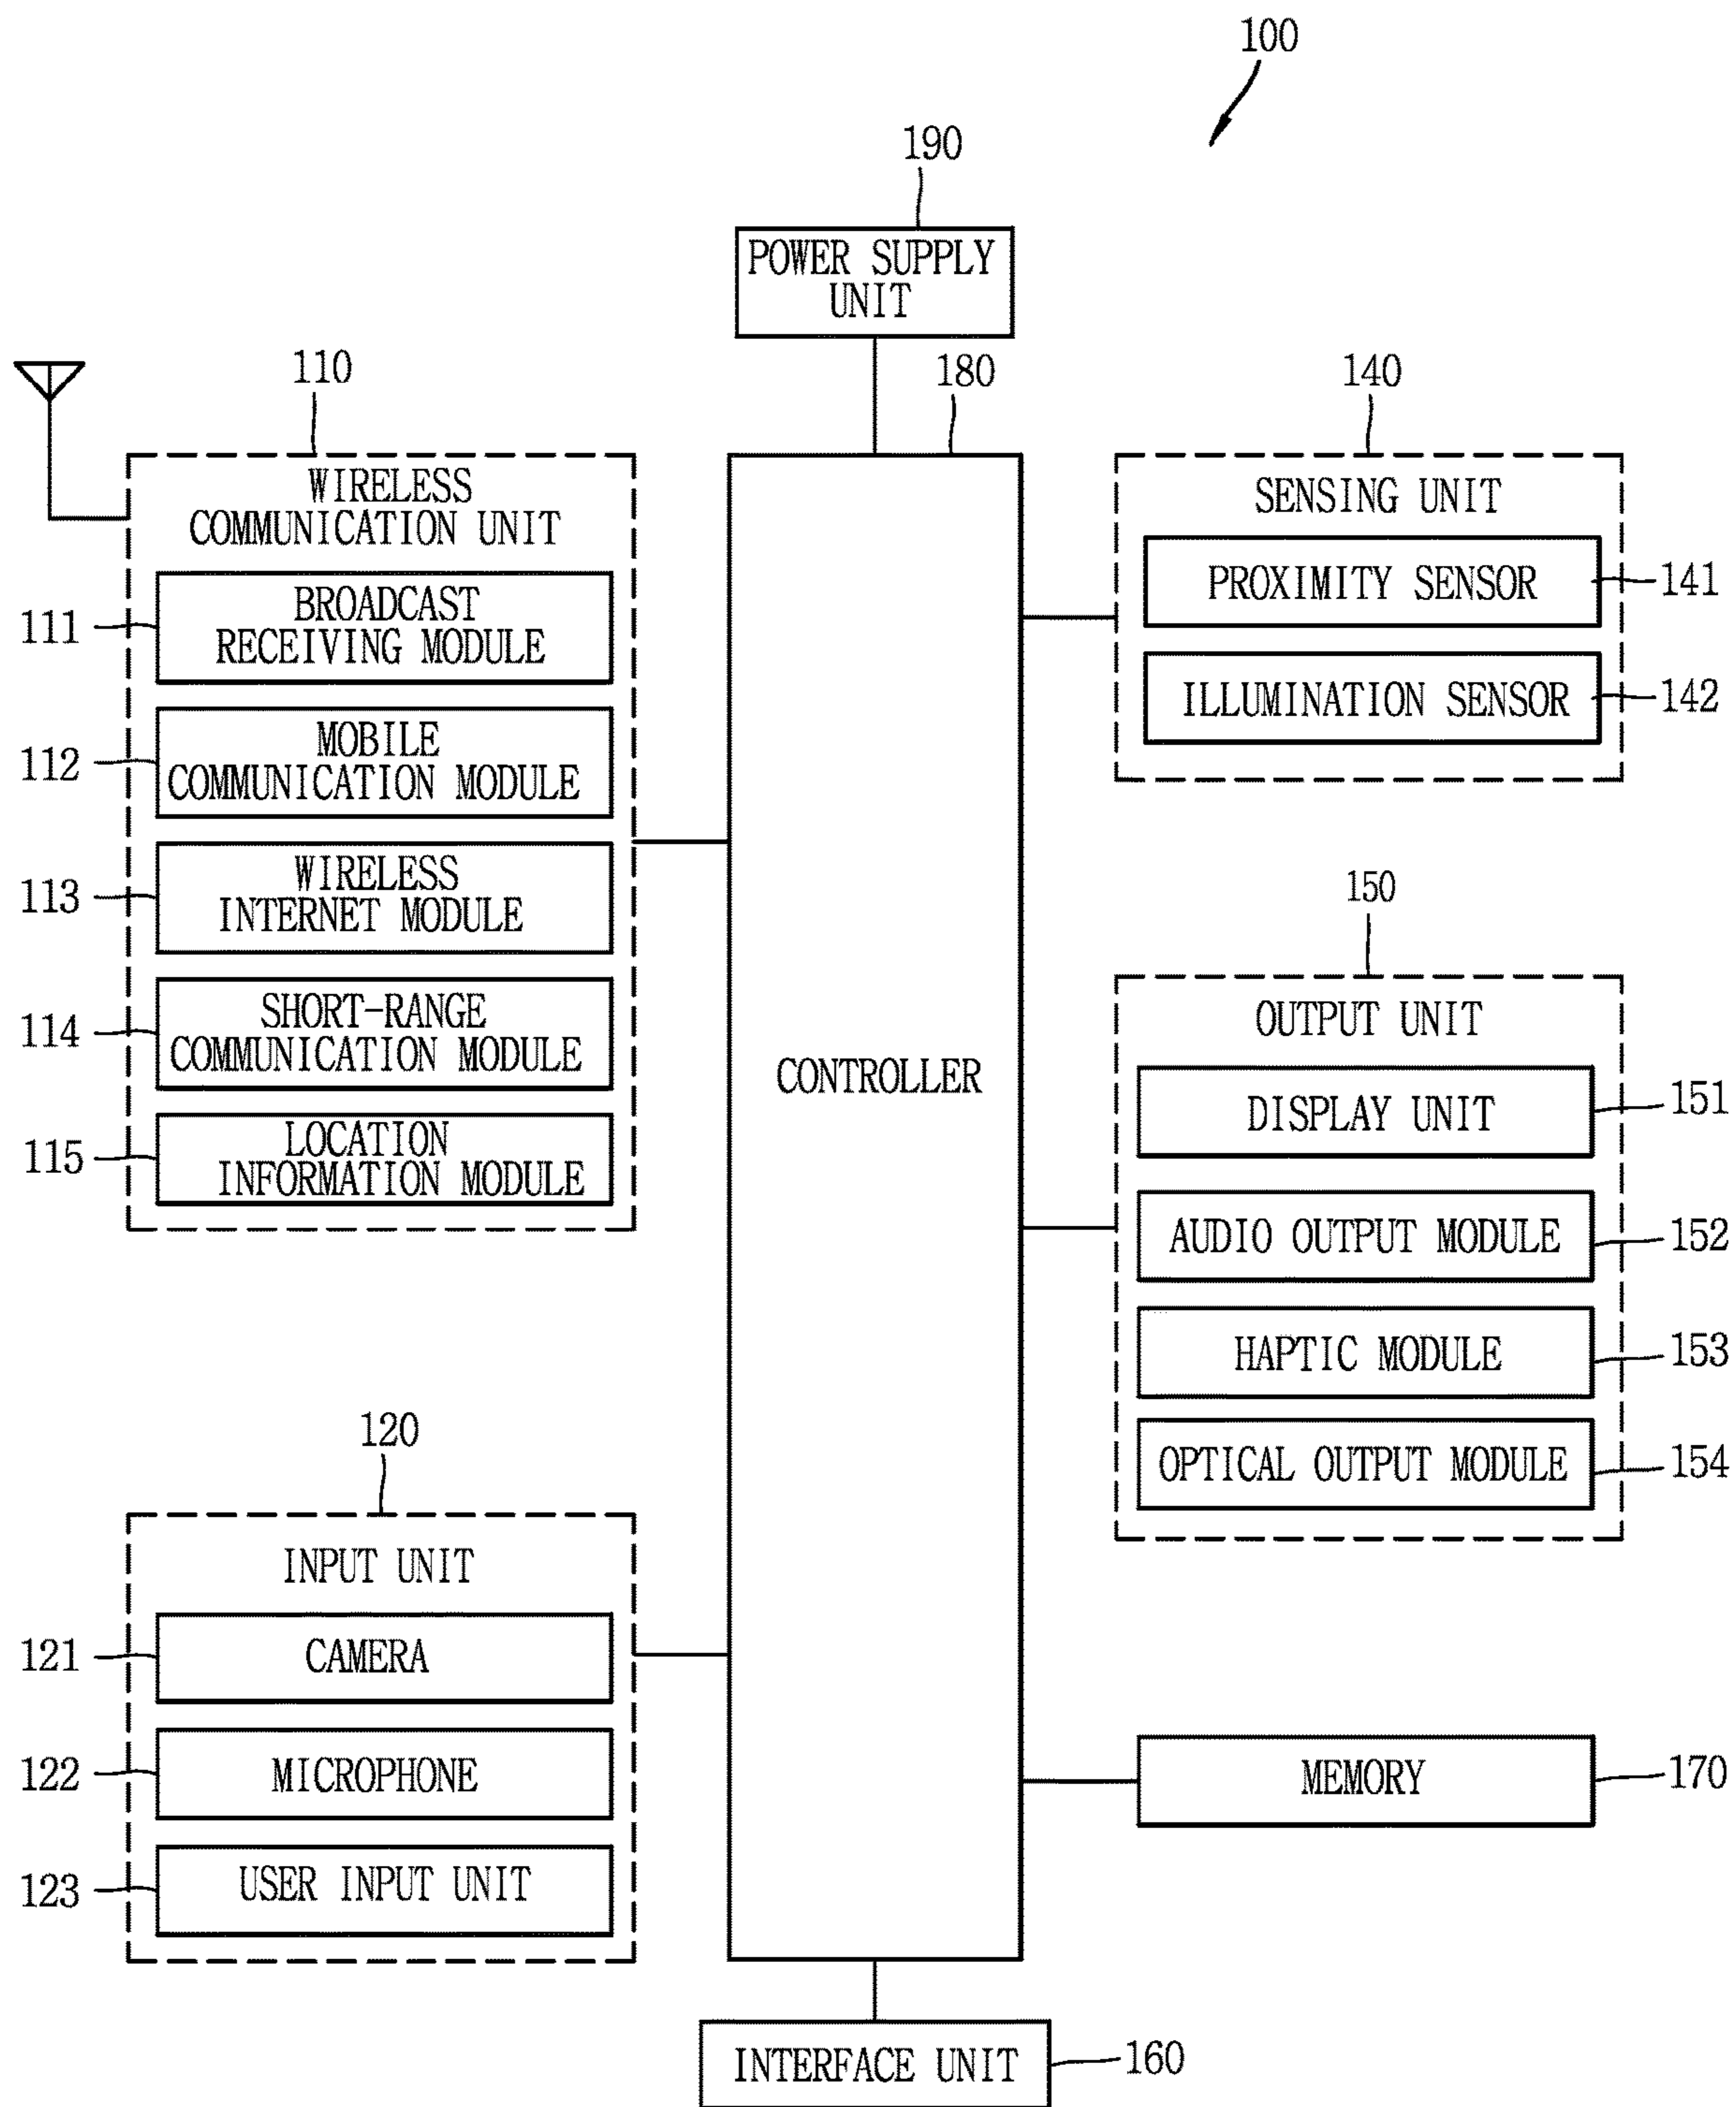 100
190
POWER SUPPLY
UNIT
110
180
140
WIRELESS
COMMUNICATION UNIT
111
BROADCAST
RECEIVING MODULE
112
MOBILE
COMMUNICATION MODULE
113
WIRELESS
INTERNET MODULE
114
SHORT-RANGE
COMMUNICATION MODULE
115
LOCATION
INFORMATION MODULE
120
INPUT UNIT
121
CAMERA
122
MICROPHONE
123
USER INPUT UNIT
CONTROLLER
SENSING UNIT
PROXIMITY SENSOR
141
ILLUMINATION SENSOR
142
150
OUTPUT UNIT
DISPLAY UNIT
151
AUDIO OUTPUT MODULE
152
HAPTIC MODULE
153
OPTICAL OUTPUT MODULE
154
MEMORY
170
INTERFACE UNIT
160